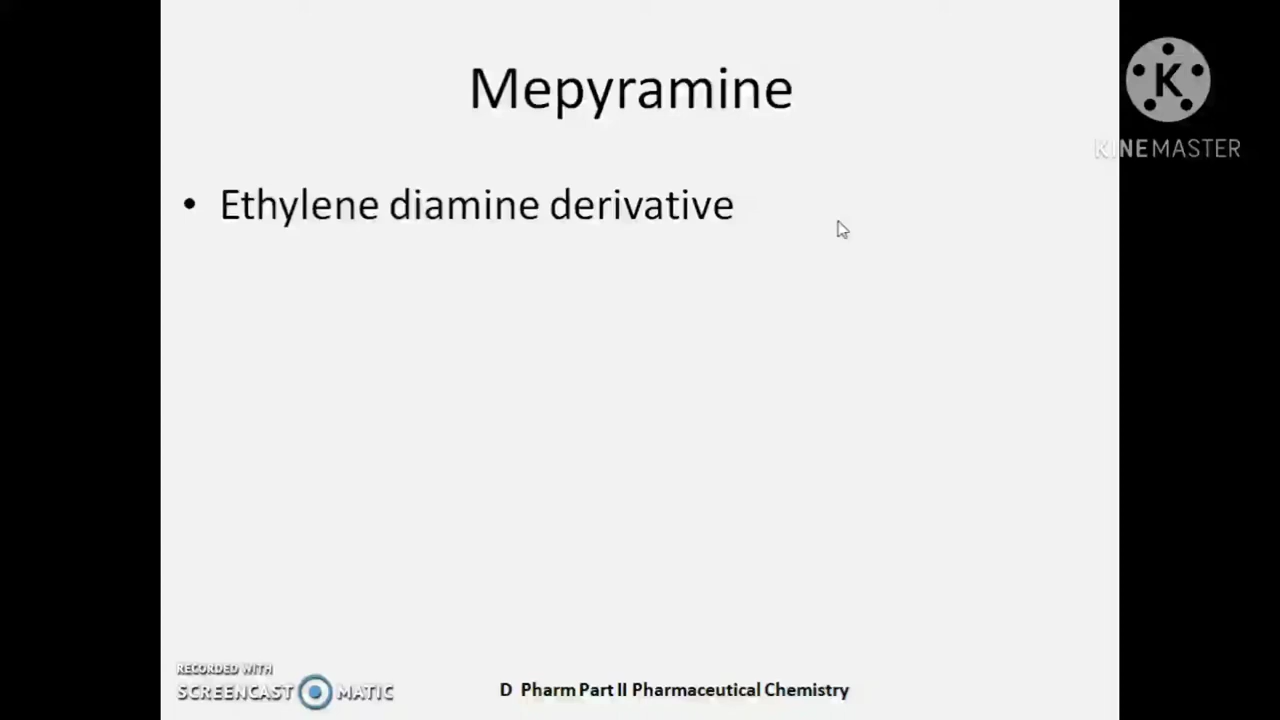 Mepyramine
KINEMASTER
• Ethylene diamine derivative
RECORDED WITH
SCREENCAST MATIC
D Pharm Part II Pharmaceutical Chemistry